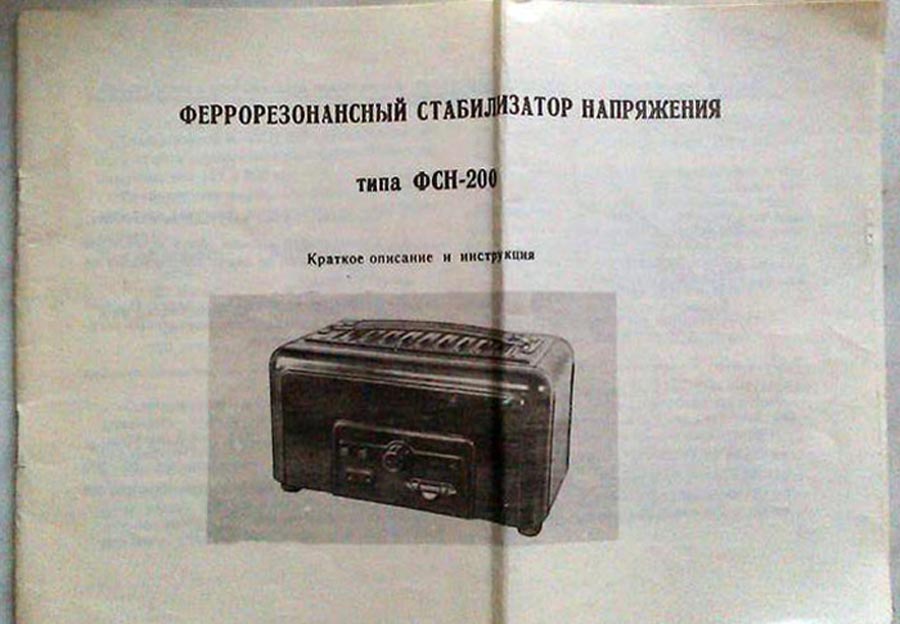 ФЕРРОРЕЗОНАНСНЫЙ СТАБИЛИЗАТОР НАПРЯЖЕНИЯ
типа ФСН-200
Краткое описание и инструкция